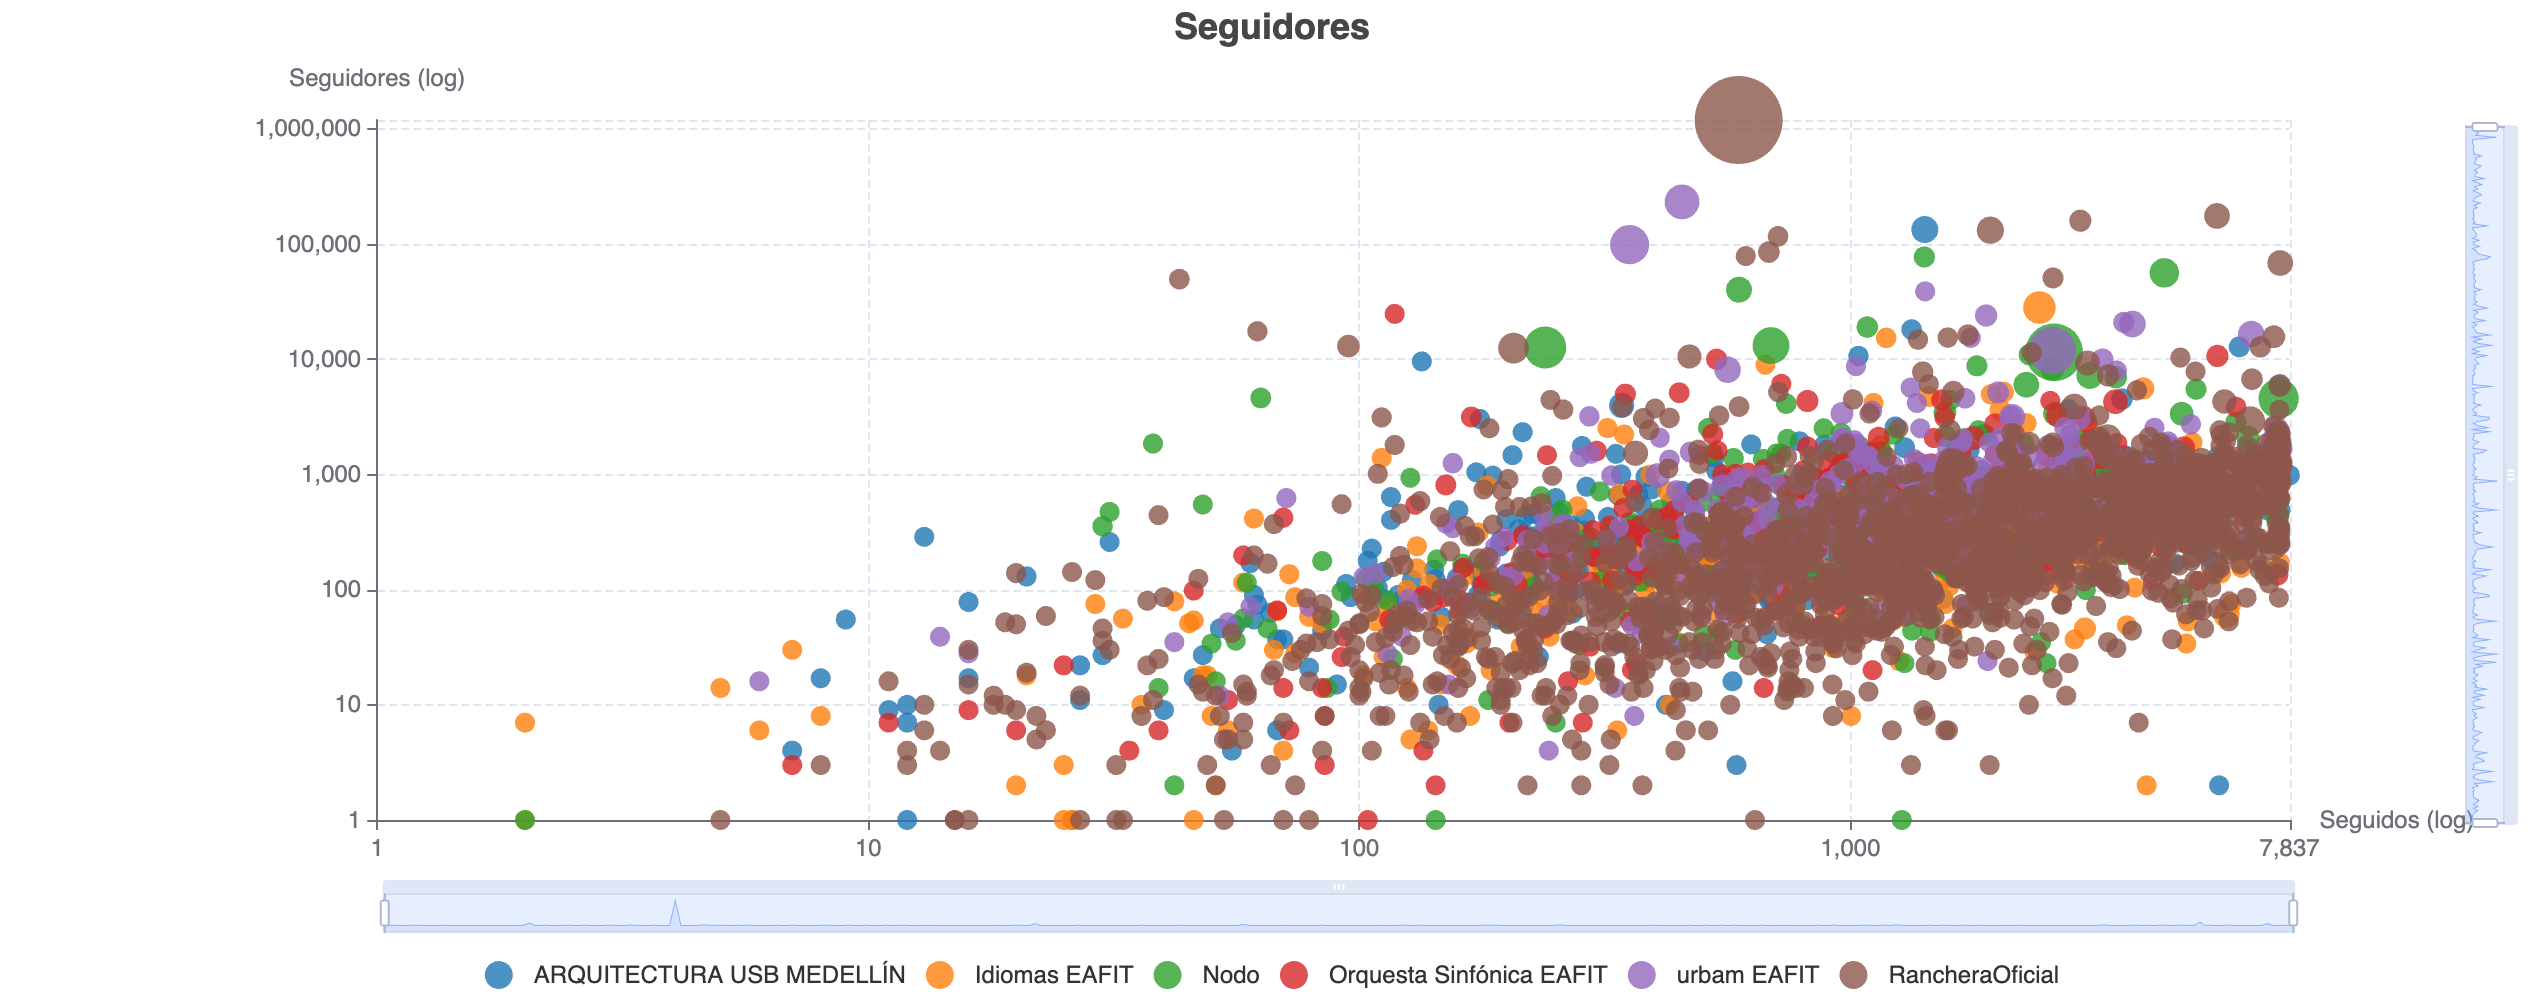 Seguidores
Seguidores (log)
1,000,000
100,000
10,000
1,000
100
10
1
Seguidos (log)
1 10 100 1,000 7,837
ARQUITECTURA USB MEDELLÍN Idiomas EAFIT Nodo Orquesta Sinfónica EAFIT urbam EAFIT RancheraOficial